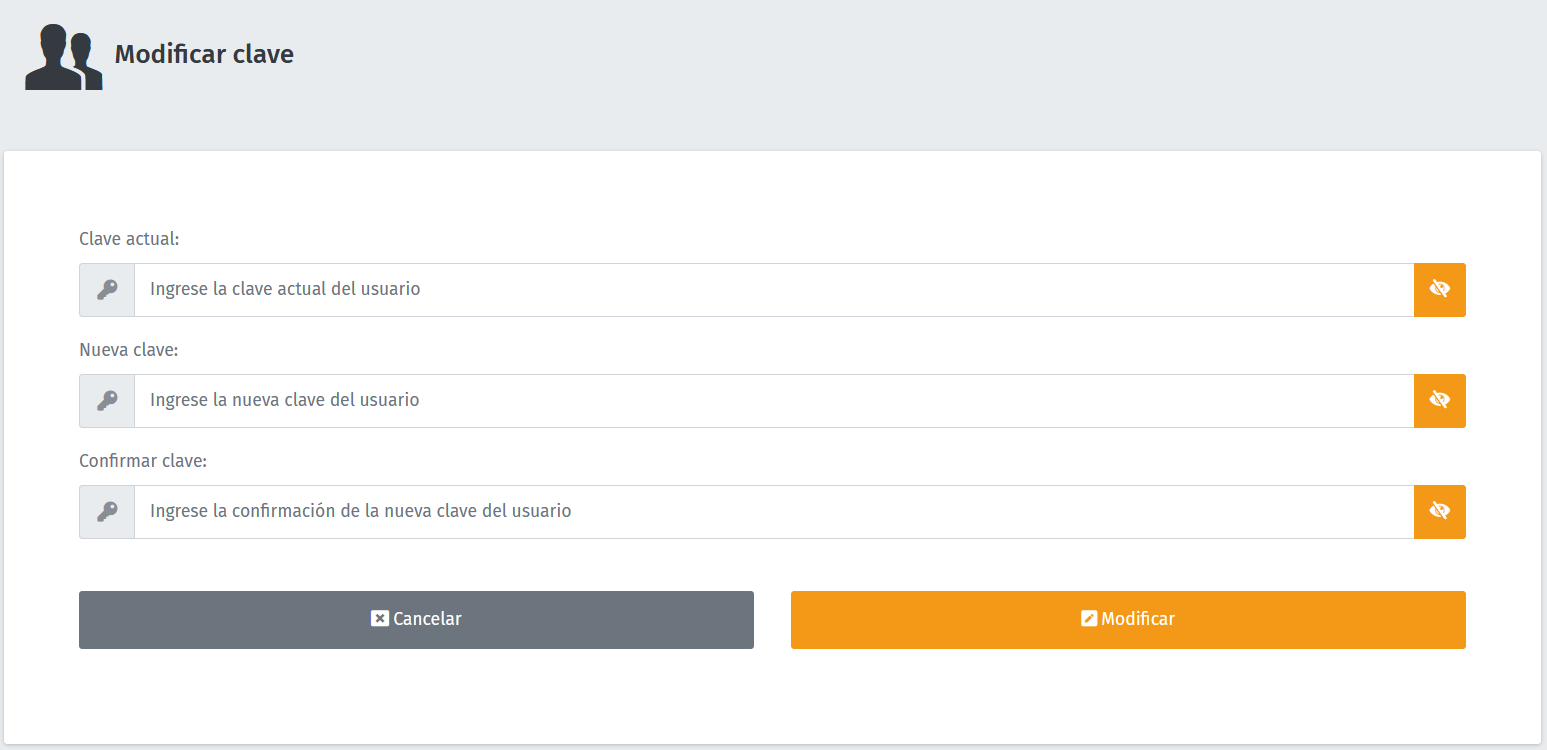 Modificar clave
Clave actual:
Ingrese la clave actual del usuario
Nueva clave:
Ingrese la nueva clave del usuario
Confirmar clave:
Ingrese la confirmación de la nueva clave del usuario
Cancelar
Modificar